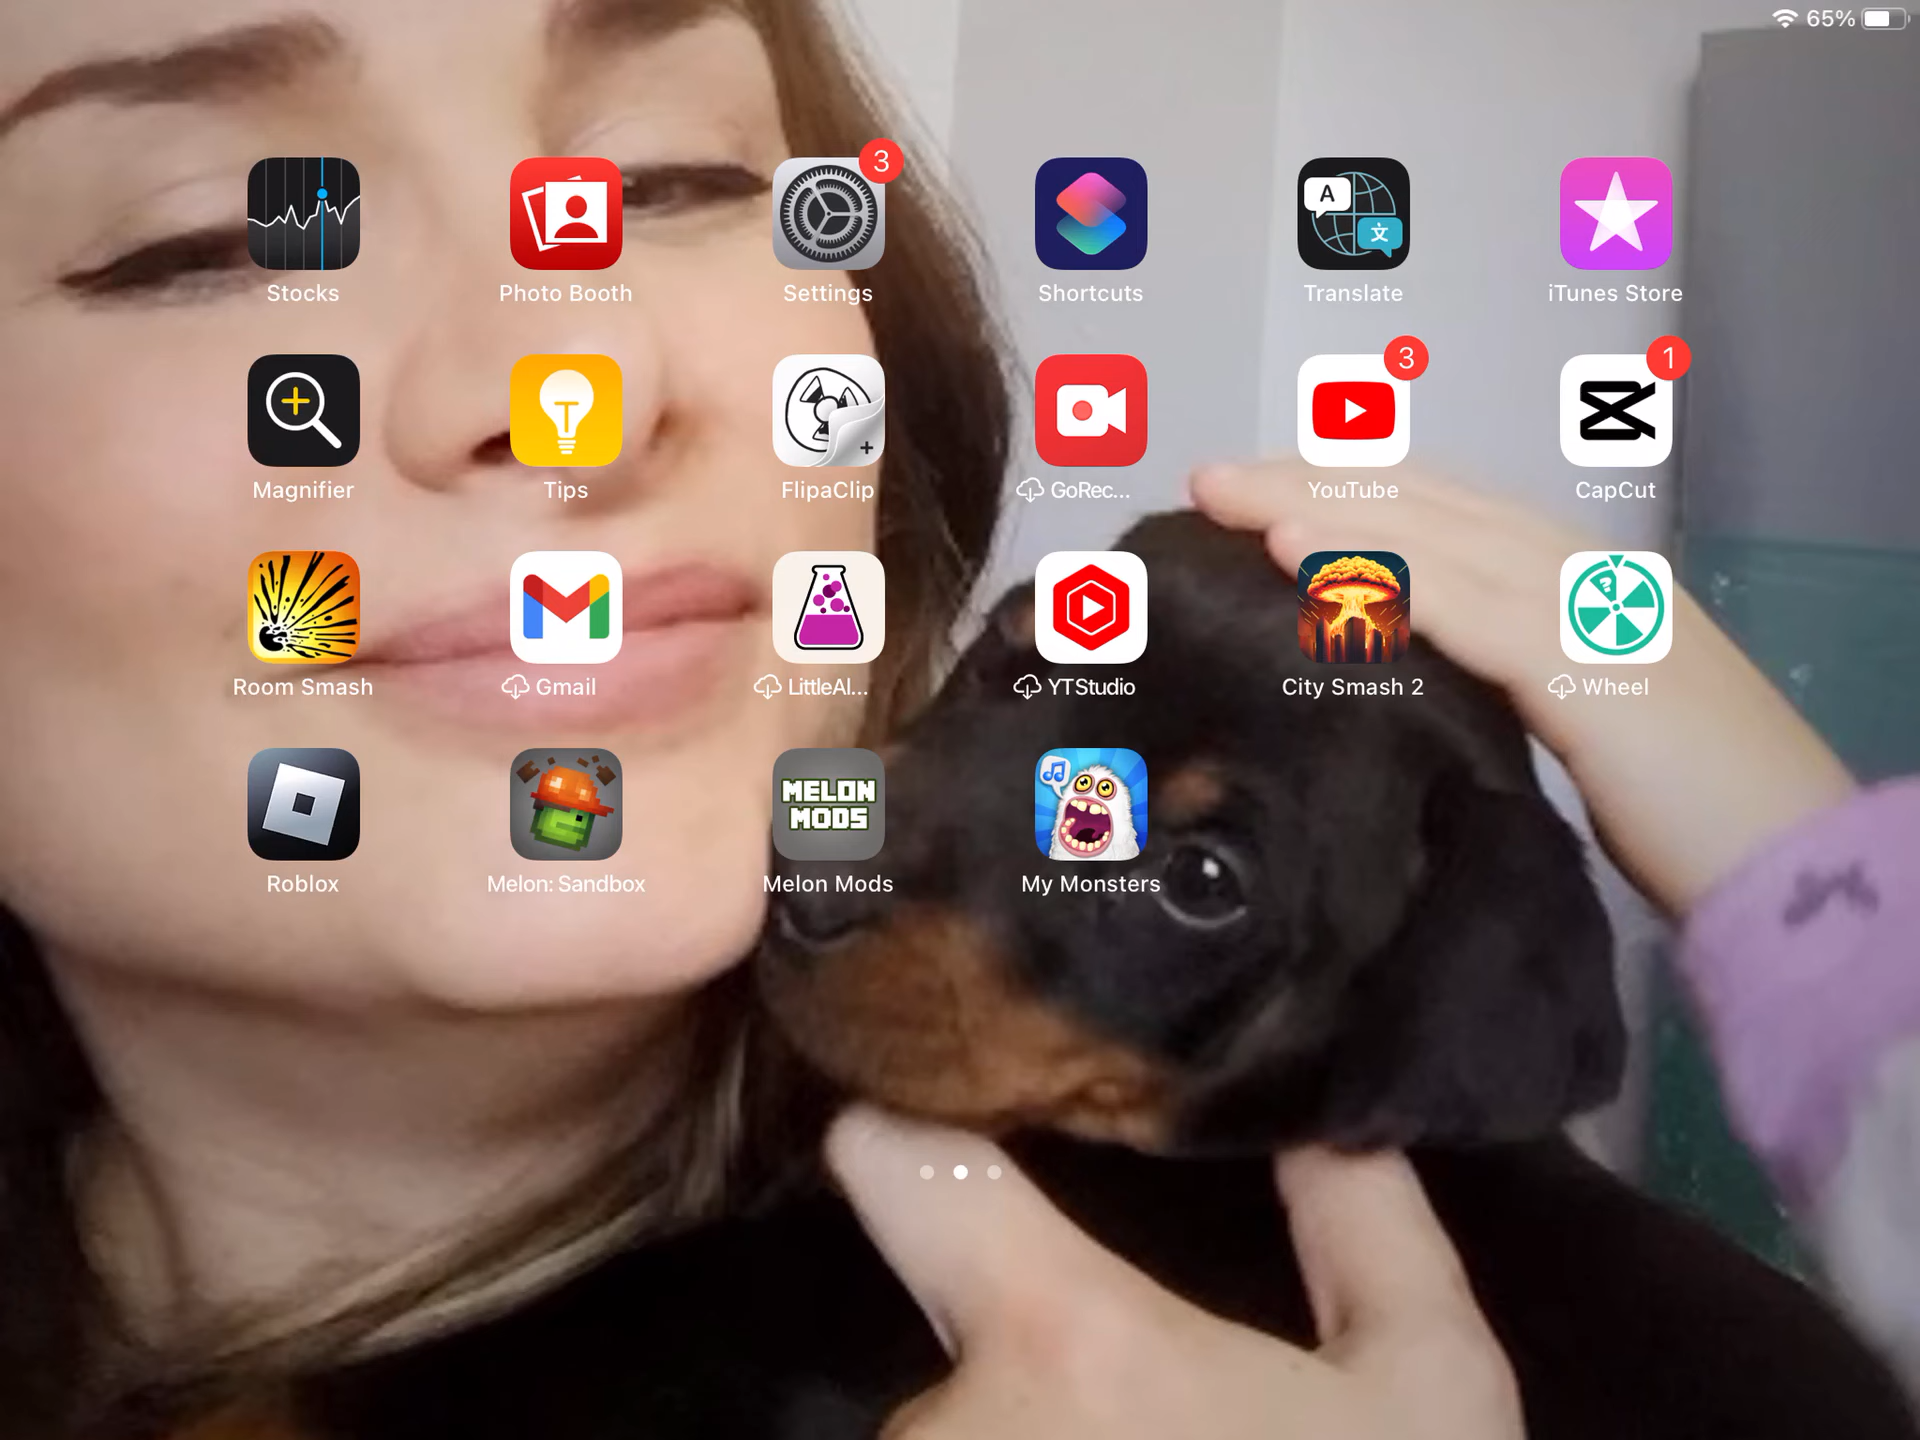 65%
3
Stocks Photo Booth Settings Shortcuts Translate iTunes Store
3 1
Magnifier Tips FlipaClip GoRec... YouTube CapCut
Room Smash Gmail LittleAl... YTStudio City Smash 2 Wheel
MELON
MODS
Roblox Melon: Sandbox Melon Mods My Monsters
A
文
?